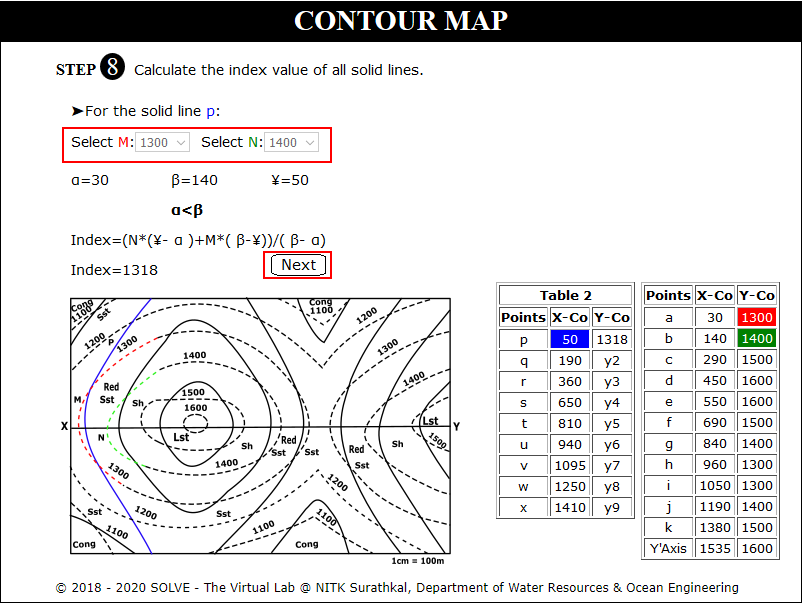 CONTOUR MAP
STEP 8 Calculate the index value of all solid lines.
➤For the solid line p:
Select M: 1300 Select N: 1400
α=30 β=140 ¥=50
α<β
Index=(N*(¥- α )+M*( β-¥))/( β- α)
Index=1318 Next
Cong 1100 Sst
1200 P 1300
Cong 1100
1200
1300
1400
1400
Red Sst
M
Sh
1500
1600
X
N
Lst
Sh
Red Sst
Sst
Red Sst
Sh
Lst
1500
Y
1300
1400
1200
Sst
1200
Sst
1100
Cong
1100
1100
Cong
1cm = 100m
Table 2
Points X-Co Y-Co
p 50 1318
q 190 y2
r 360 y3
s 650 y4
t 810 y5
u 940 y6
v 1095 y7
w 1250 y8
x 1410 y9
Points X-Co Y-Co
a 30 1300
b 140 1400
c 290 1500
d 450 1600
e 550 1600
f 690 1500
g 840 1400
h 960 1300
i 1050 1300
j 1190 1400
k 1380 1500
Y'Axis 1535 1600
© 2018 - 2020 SOLVE - The Virtual Lab @ NITK Surathkal, Department of Water Resources & Ocean Engineering